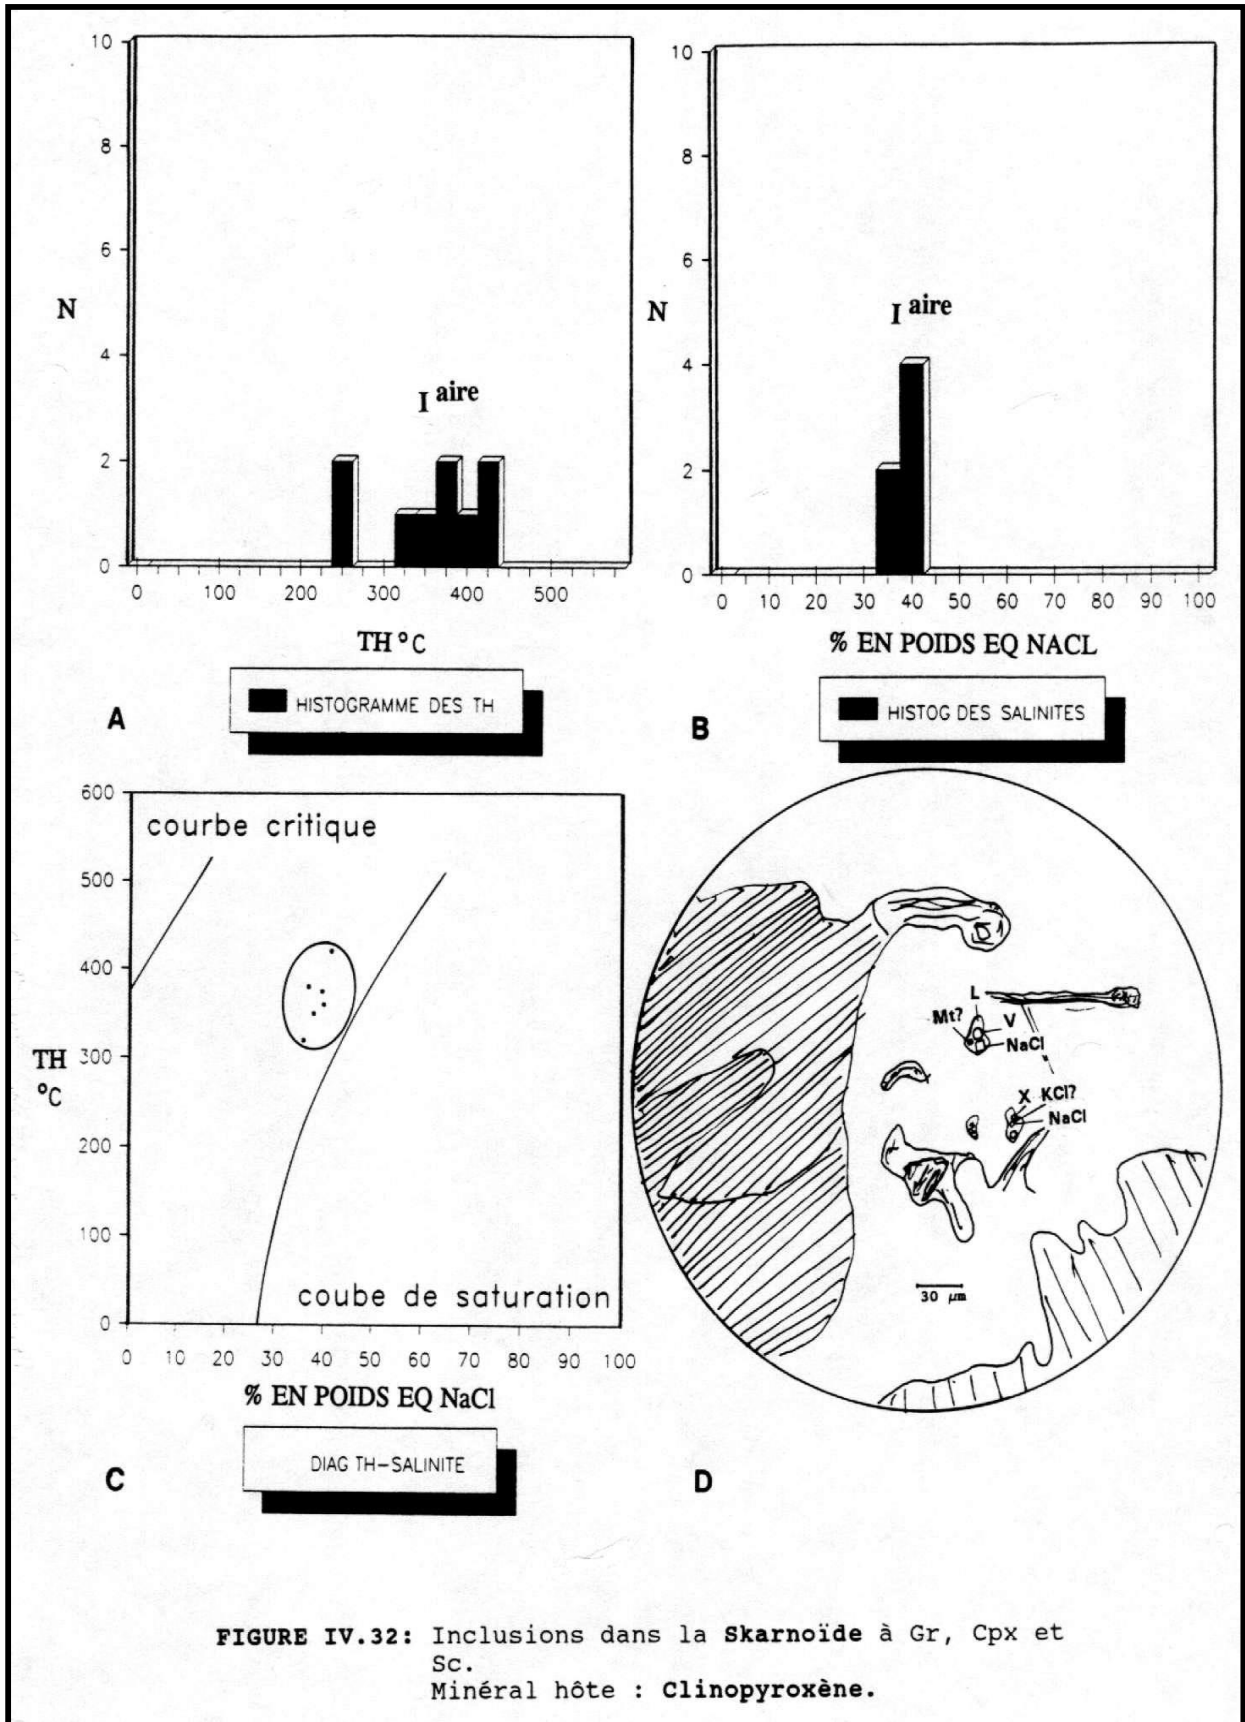 10
8
6
N
4
I aire
2
0
0 200 300 400 500
TH °C
HISTOGRAMME DES TH
A
10
8
6
N
I aire
4
2
0
0 10 20 30 40 50 60 70 80 90 100
% EN POIDS EQ NACL
HISTOG DES SALINITES
B
600
courbe critique
500
400
TH 300
°C
200
100
coube de saturation
0
0 10 20 30 40 50 60 70 80 90 100
% EN POIDS EQ NaCl
DIAG TH-SALINITE
C
L
Mt? V
NaCl
X KCl?
NaCl
30 µm
D
FIGURE IV.32: Inclusions dans la Skarnoïde à Gr, Cpx et
Sc.
Minéral hôte : Clinopyroxène.